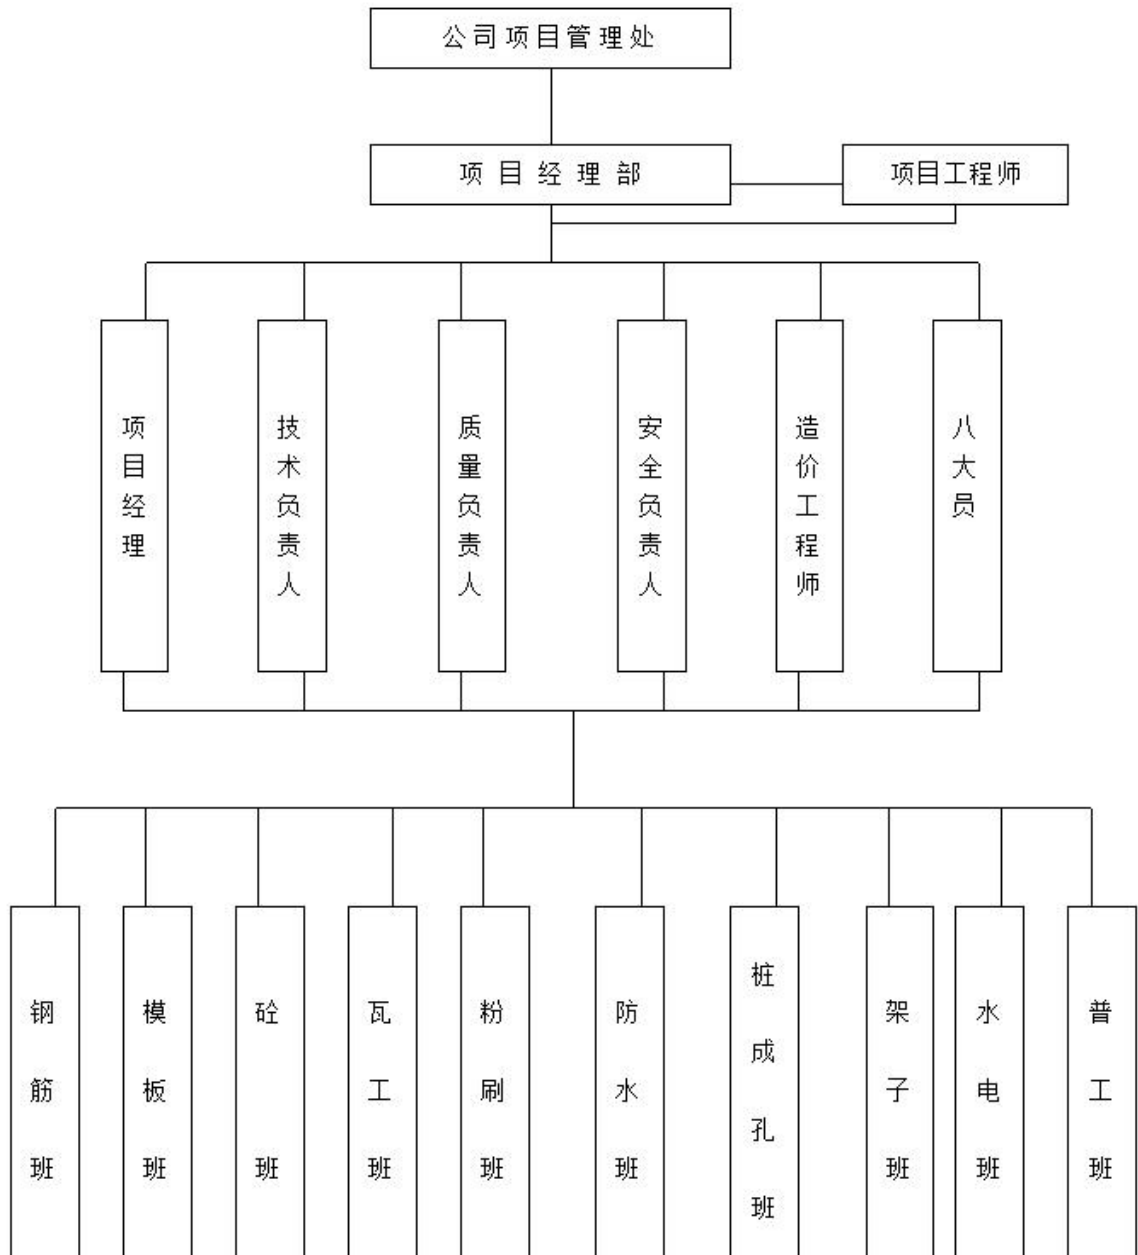 公司项目管理处
项目经理部
项目工程师
项目经理
技术负责人
质量负责人
安全负责人
造价工程师
八大员
钢筋班
模板班
砼班
瓦工班
粉刷班
防水班
桩成孔班
架子班
水电班
普工班